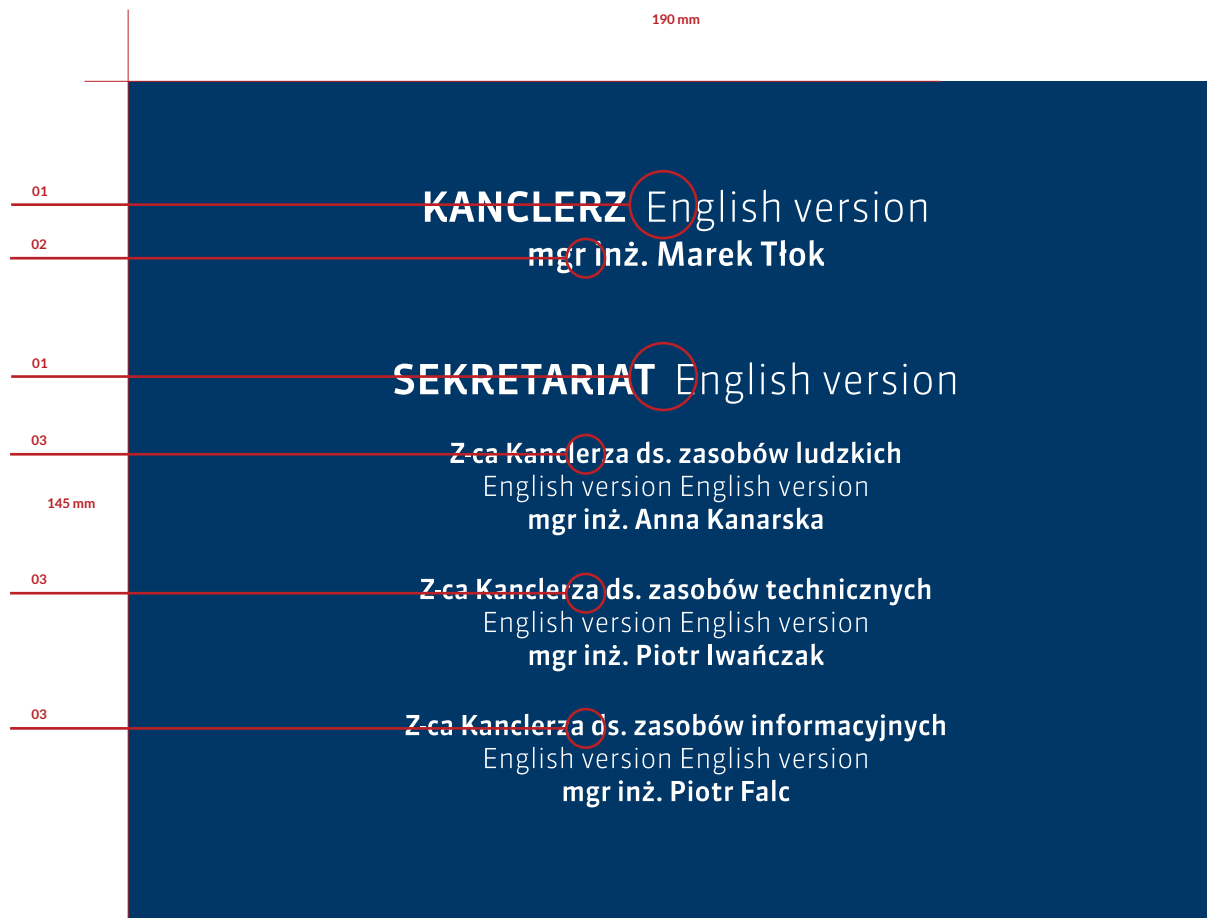 190 mm
01
KANCLERZ English version
02
mgr inż. Marek Tłok
01
SEKRETARIAT English version
03
Z-ca Kanclerza ds. zasobów ludzkich
English version English version
145 mm
mgr inż. Anna Kanarska
03
Z-ca Kanclerza ds. zasobów technicznych
English version English version
mgr inż. Piotr Iwańczak
03
Z-ca Kanclerza ds. zasobów informacyjnych
English version English version
mgr inż. Piotr Falc